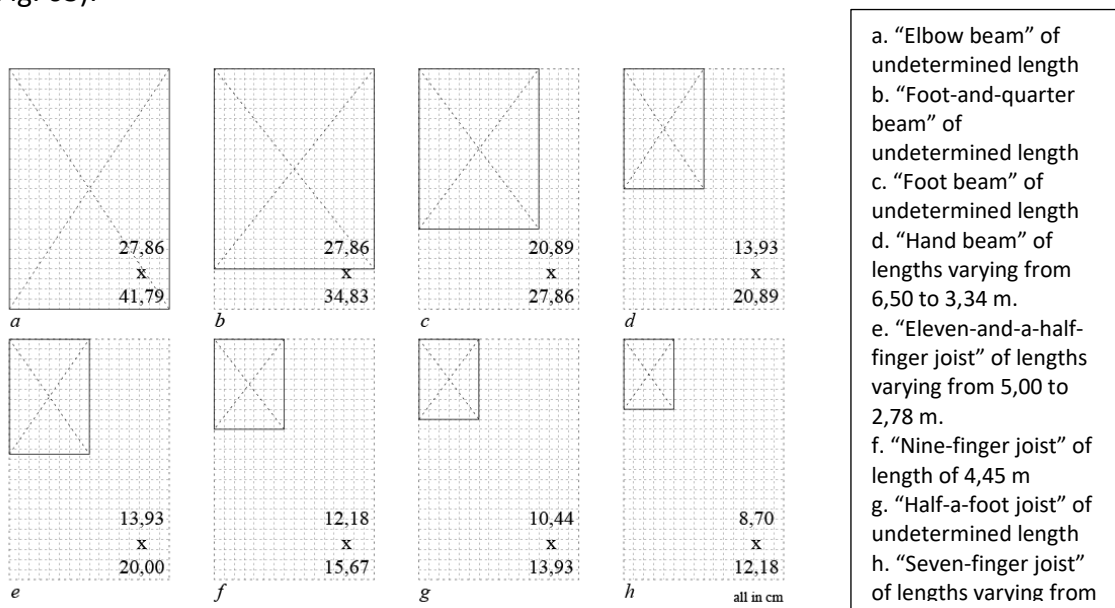 27,86
x
41,79
a
27,86
x
34,83
b
20,89
x
27,86
c
13,93
x
20,89
d
13,93
x
20,00
e
12,18
x
15,67
f
10,44
x
13,93
g
8,70
x
12,18
h
all in cm
a. “Elbow beam” of
undetermined length
b. “Foot-and-quarter
beam” of
undetermined length
c. “Foot beam” of
undetermined length
d. “Hand beam” of
lengths varying from
6,50 to 3,34 m.
e. “Eleven-and-a-half-
finger joist” of lengths
varying from 5,00 to
2,78 m.
f. “Nine-finger joist” of
length of 4,45 m
g. “Half-a-foot joist” of
undetermined length
h. “Seven-finger joist”
of lengths varying from